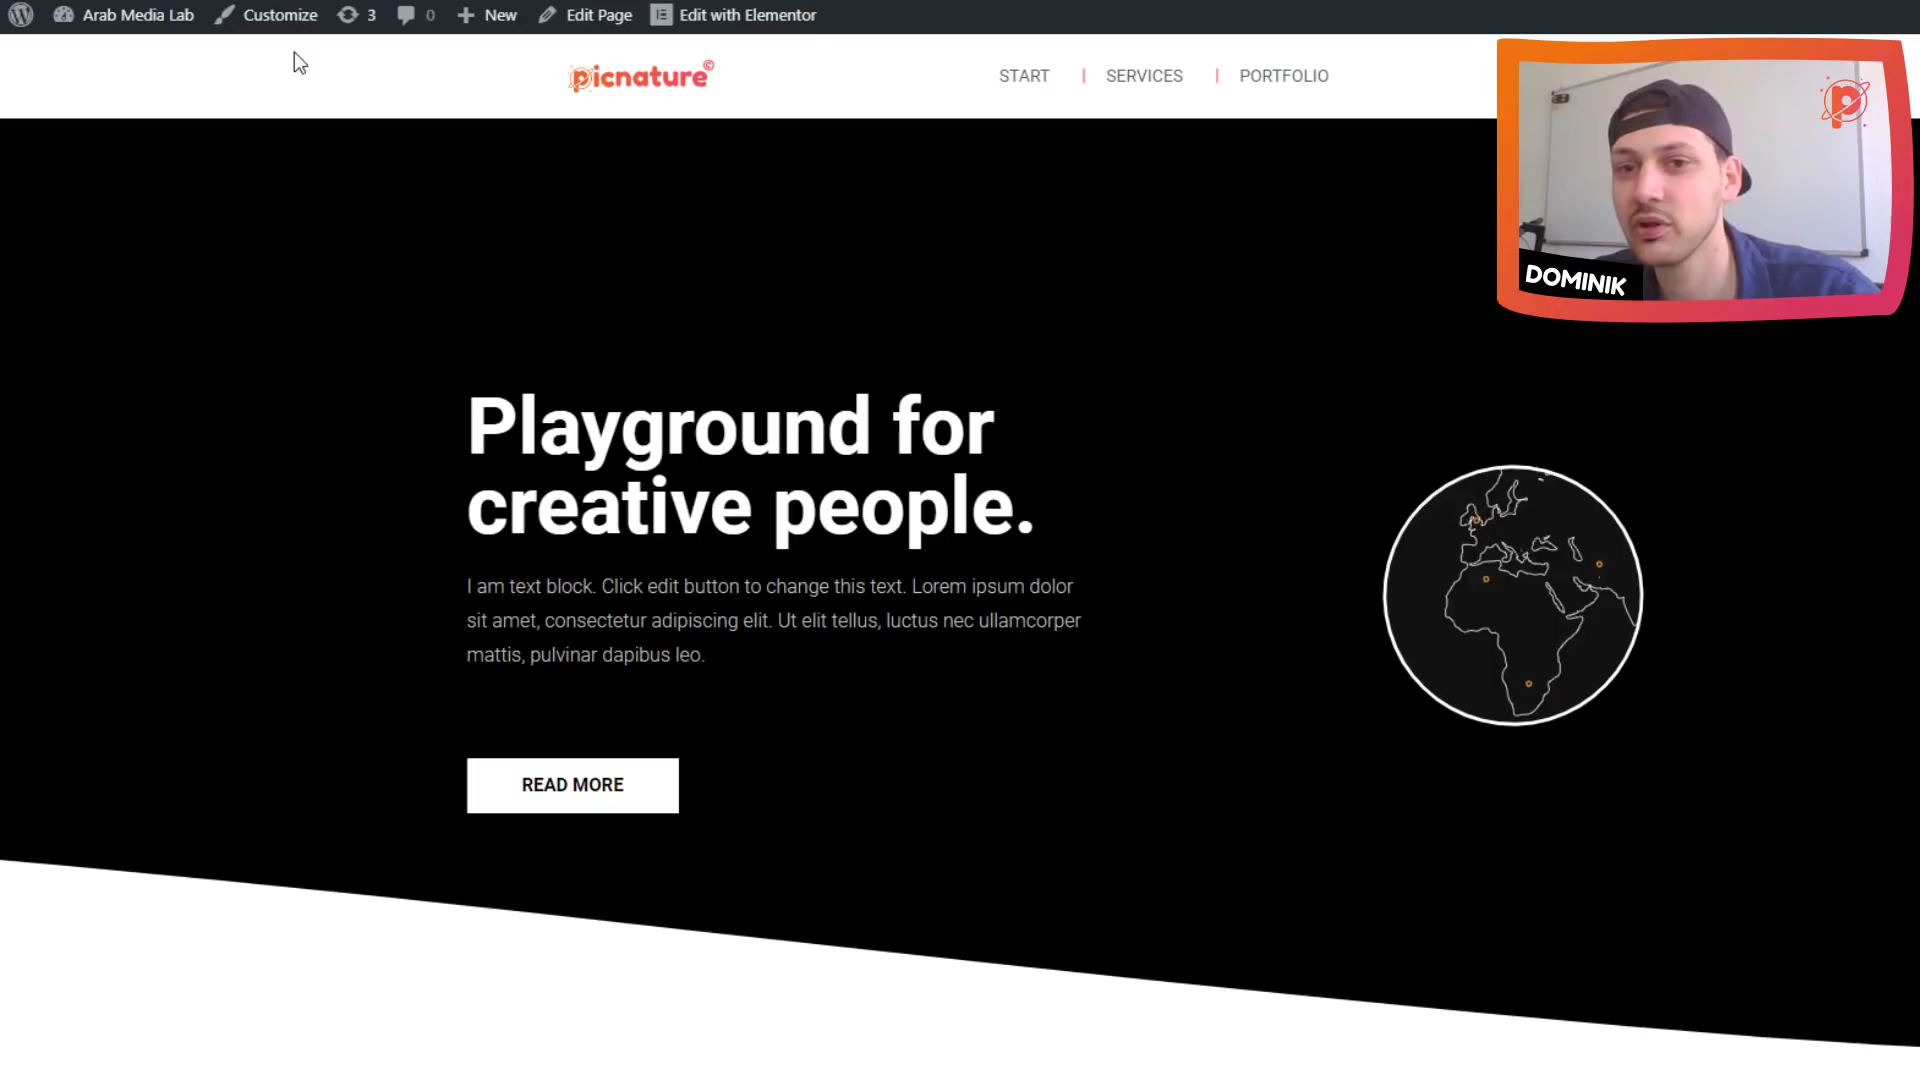 Arab Media Lab Customize 3 0 New Edit Page Edit with Elementor
picnature©
START | SERVICES | PORTFOLIO
p
DOMINIK
Playground for
creative people.
I am text block. Click edit button to change this text. Lorem ipsum dolor
sit amet, consectetur adipiscing elit. Ut elit tellus, luctus nec ullamcorper
mattis, pulvinar dapibus leo.
READ MORE